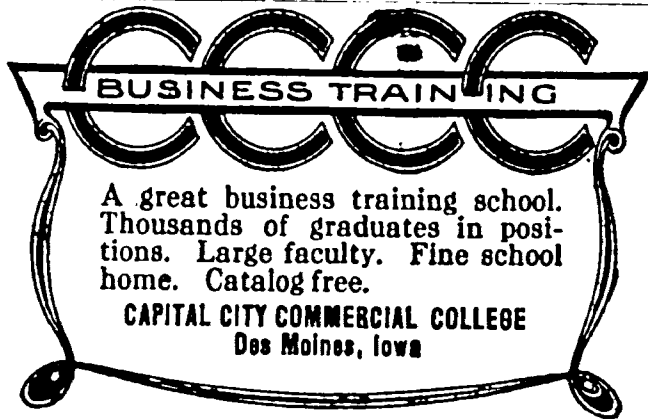 CCCC
BUSINESS TRAINING
A great business training school.
Thousands of graduates in posi-
tions. Large faculty. Fine school
home. Catalog free.
CAPITAL CITY COMMERCIAL COLLEGE
Des Moines, Iowa